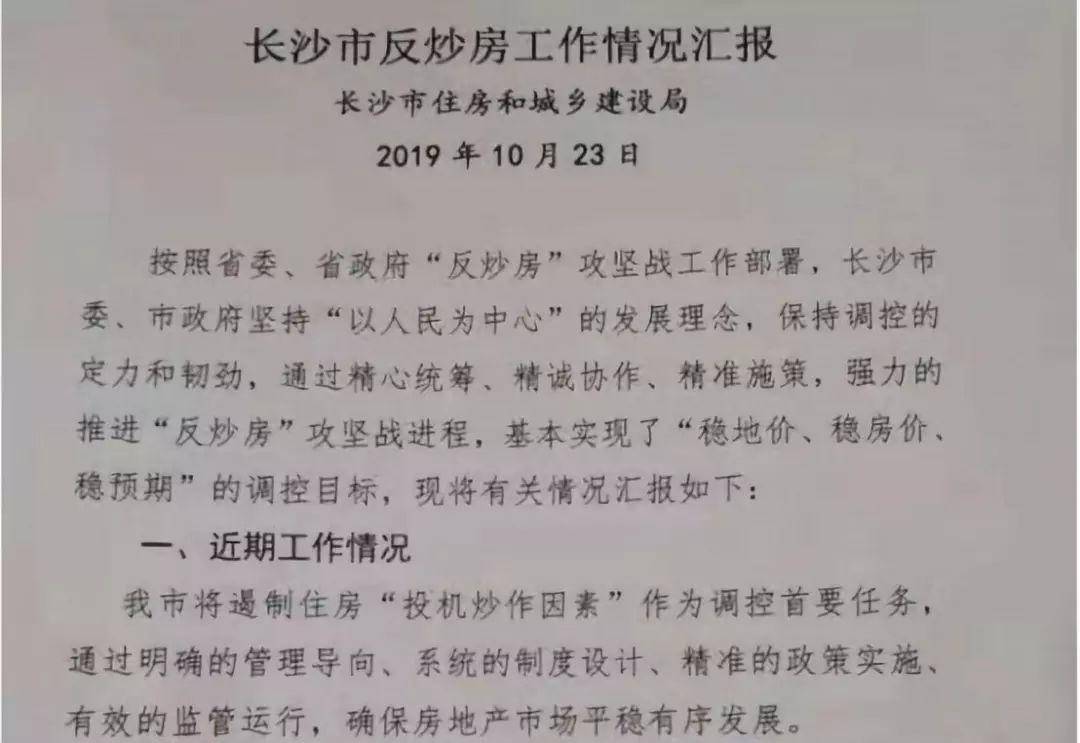 长沙市反炒房工作情况汇报
长沙市住房和城乡建设局
2019 年 10 月 23 日
按照省委、省政府“反炒房”攻坚战工作部署，长沙市
委、市政府坚持“以人民为中心”的发展理念，保持调控的
定力和韧劲，通过精心统筹、精诚协作、精准施策，强力的
推进“反炒房”攻坚战进程，基本实现了“稳地价、稳房价、
稳预期”的调控目标，现将有关情况汇报如下：
一、近期工作情况
我市将遏制住房“投机炒作因素”作为调控首要任务，
通过明确的管理导向、系统的制度设计、精准的政策实施、
有效的监管运行，确保房地产市场平稳有序发展。